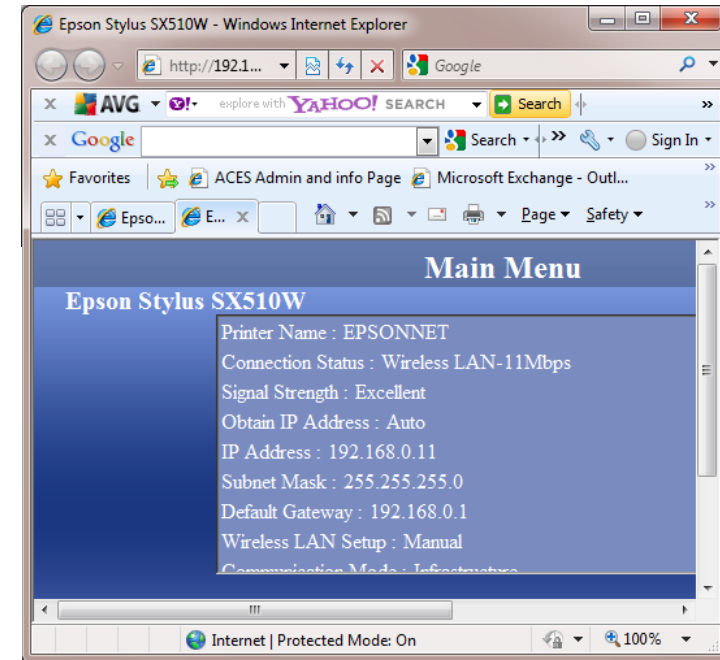 Epson Stylus SX510W - Windows Internet Explorer
http://192.1... Google
x AVG explore with YAHOO! SEARCH Search »
x Google Search » Sign In
Favorites ACES Admin and info Page Microsoft Exchange - Outl... »
Epso... E... x Page Safety »
Main Menu
Epson Stylus SX510W
Printer Name : EPSONNET
Connection Status : Wireless LAN-11Mbps
Signal Strength : Excellent
Obtain IP Address : Auto
IP Address : 192.168.0.11
Subnet Mask : 255.255.255.0
Default Gateway : 192.168.0.1
Wireless LAN Setup : Manual
Communication Mode : Infrastructure
Internet | Protected Mode: On 100%